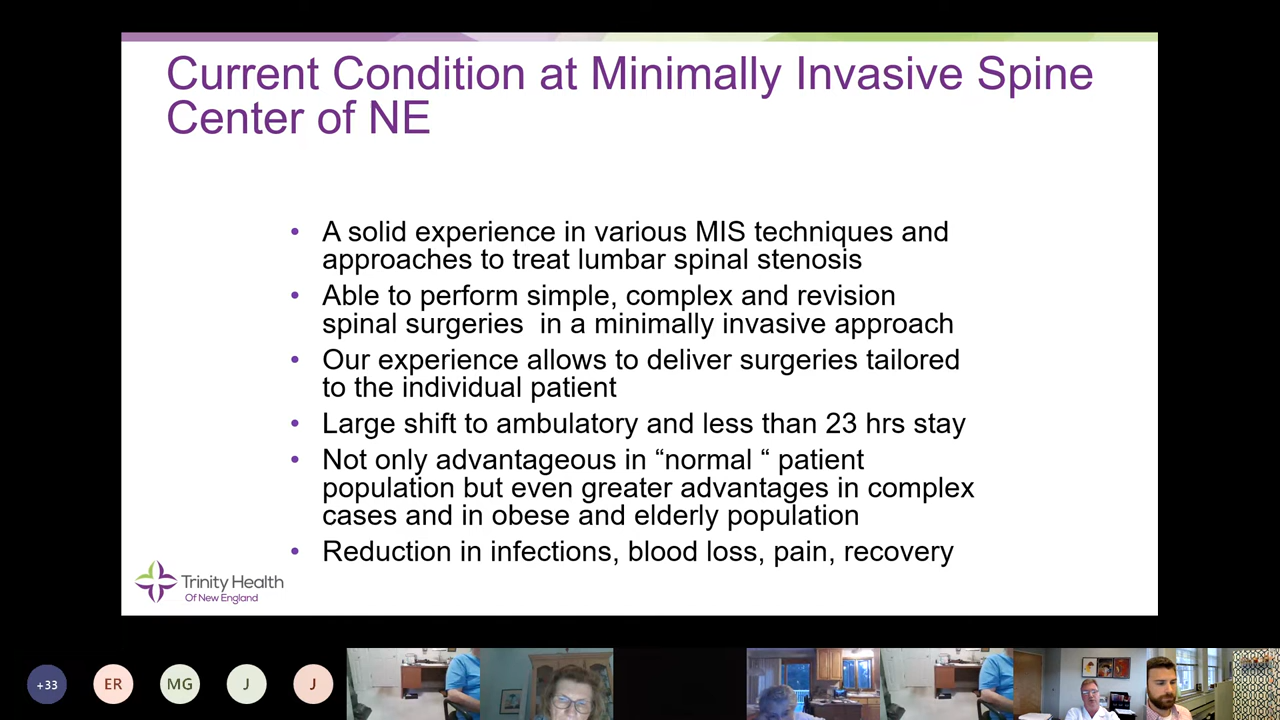 Current Condition at Minimally Invasive Spine
Center of NE
• A solid experience in various MIS techniques and
approaches to treat lumbar spinal stenosis
• Able to perform simple, complex and revision
spinal surgeries  in a minimally invasive approach
• Our experience allows to deliver surgeries tailored
to the individual patient
• Large shift to ambulatory and less than 23 hrs stay
• Not only advantageous in “normal “ patient
population but even greater advantages in complex
cases and in obese and elderly population
• Reduction in infections, blood loss, pain, recovery
Trinity Health
Of New England
+33
ER
MG
J
J